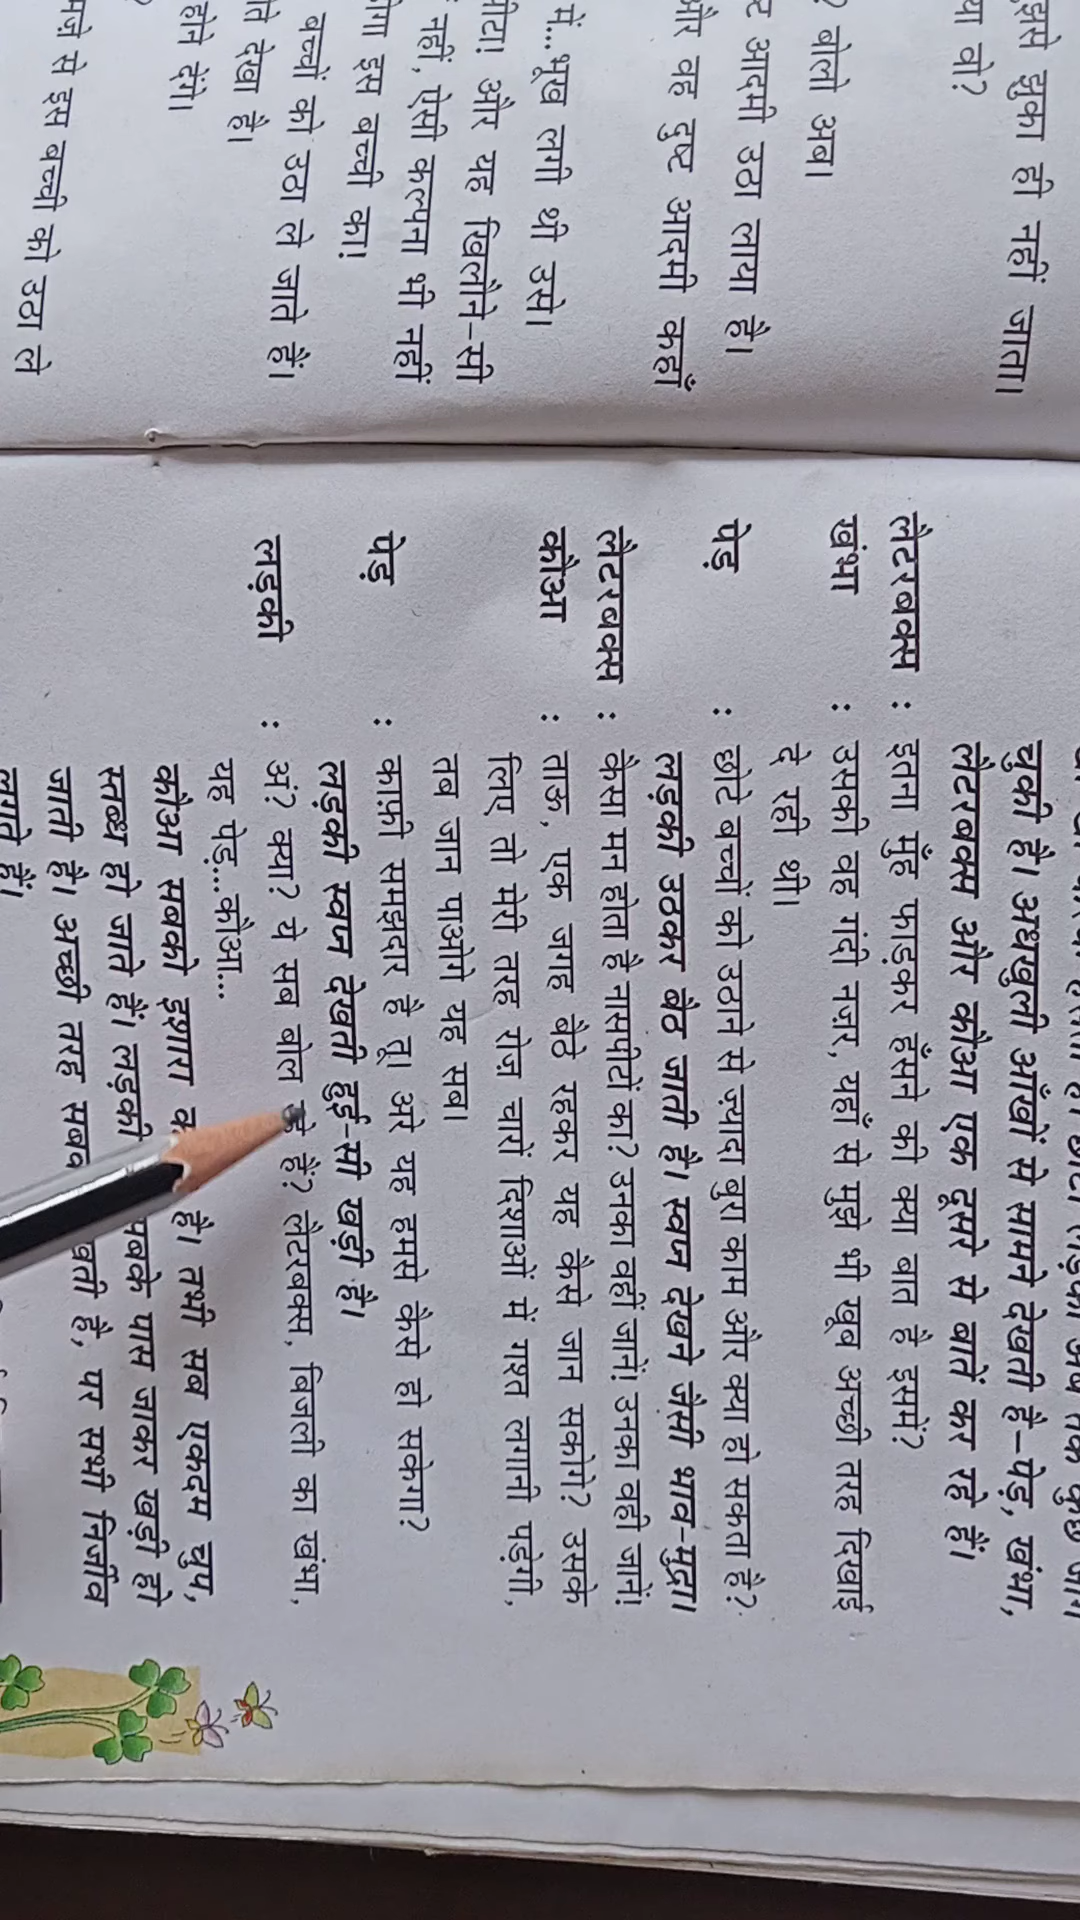 झसे झुका ही नहीं जाता।
या वो?
? बोलो अब।
ट आदमी उठा लाया है।
और वह दुष्ट आदमी कहाँ
में...भूख लगी थी उसे।
पीटा! और यह खिलौने-सी
नहीं, ऐसी कल्पना भी नहीं
गा इस बच्ची का!
बच्चों को उठा ले जाते हैं।
ते देखा है।
होने देंगे।
मज़े से इस बच्ची को उठा ले
चुकी है। अधखुली आँखों से सामने देखती है–पेड़, खंभा,
लैटरबक्स और कौआ एक दूसरे से बातें कर रहे हैं।
लैटरबक्स : इतना मुँह फाड़कर हँसने की क्या बात है इसमें?
खंभा : उसकी वह गंदी नज़र, यहाँ से मुझे भी खूब अच्छी तरह दिखाई
दे रही थी।
पेड़ : छोटे बच्चों को उठाने से ज़्यादा बुरा काम और क्या हो सकता है?
लड़की उठकर बैठ जाती है। स्वप्न देखने जैसी भाव-मुद्रा।
लैटरबक्स : कैसा मन होता है नासपीटों का? उनका वहीं जानें! उनका वही जानें!
कौआ : ताऊ, एक जगह बैठे रहकर यह कैसे जान सकोगे? उसके
लिए तो मेरी तरह रोज़ चारों दिशाओं में गश्त लगानी पड़ेगी,
तब जान पाओगे यह सब।
पेड़ : काफ़ी समझदार है तू। अरे यह हमसे कैसे हो सकेगा?
लड़की स्वप्न देखती हुई-सी खड़ी है।
लड़की : अं? क्या? ये सब बोल हैं? लैटरबक्स, बिजली का खंभा,
यह पेड़...कौआ...
कौआ सबको इशारा है। तभी सब एकदम चुप,
स्तब्ध हो जाते हैं। लड़की सबके पास जाकर खड़ी हो
जाती है। अच्छी तरह सबको देखती है, पर सभी निर्जीव
लगते हैं।